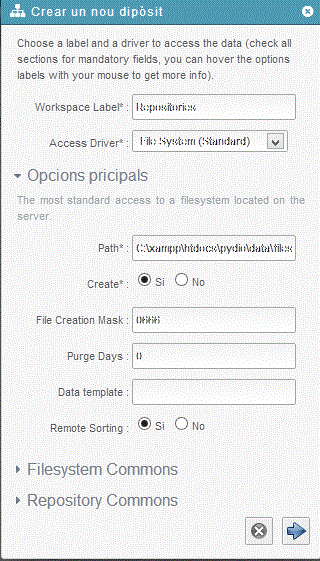 Crear un nou dipòsit
Choose a label and a driver to access the data (check all
sections for mandatory fields, you can hover the options
labels with your mouse to get more info).
Workspace Label* : Repositories
Access Driver* : File System (Standard)
Opcions pricipals
The most standard access to a filesystem located on the
server.
Path* : C:\xampp\htdocs\pydio\data\files
Create* : Si No
File Creation Mask : 0666
Purge Days : 0
Data template :
Remote Sorting : Si No
Filesystem Commons
Repository Commons